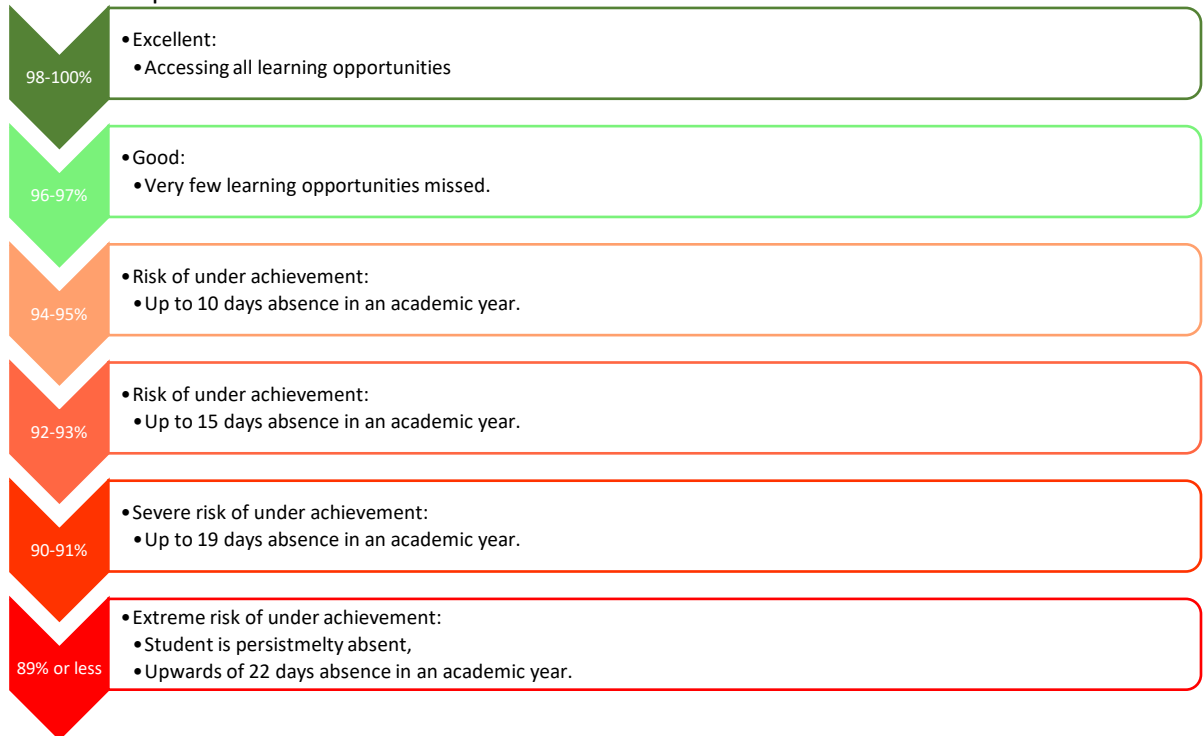 98-100%
•Excellent:
•Accessing all learning opportunities
96-97%
•Good:
•Very few learning opportunities missed.
94-95%
•Risk of under achievement:
•Up to 10 days absence in an academic year.
92-93%
•Risk of under achievement:
•Up to 15 days absence in an academic year.
90-91%
•Severe risk of under achievement:
•Up to 19 days absence in an academic year.
89% or less
•Extreme risk of under achievement:
•Student is persistmelty absent,
•Upwards of 22 days absence in an academic year.